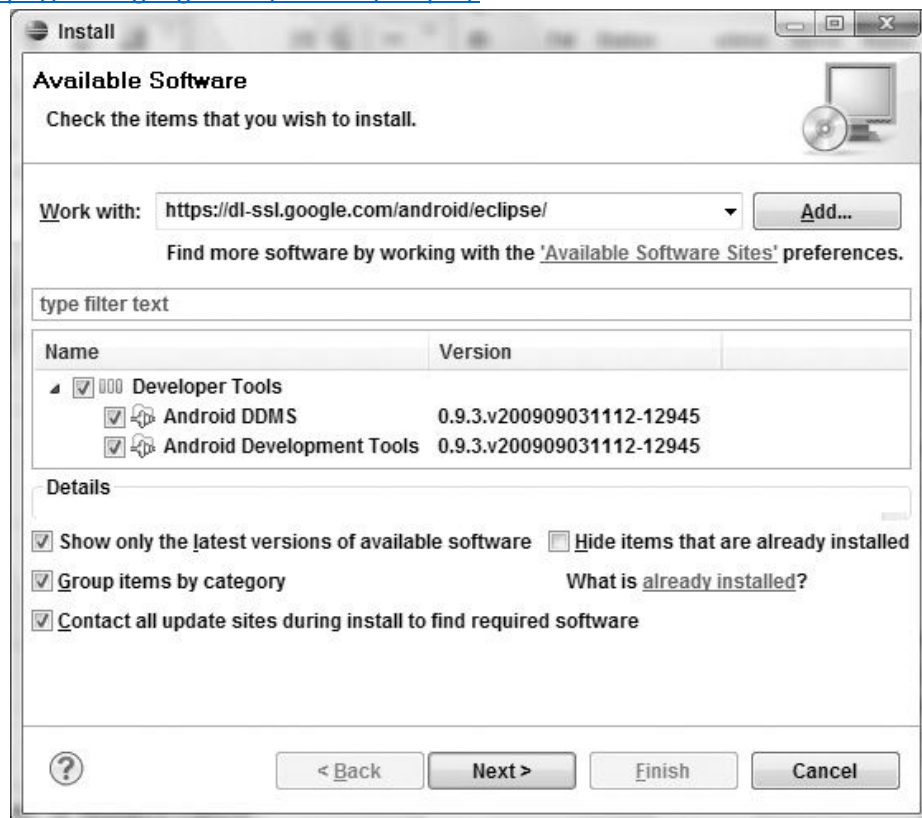 Install
Available Software
Check the items that you wish to install.
Work with: https://dl-ssl.google.com/android/eclipse/ Add...
Find more software by working with the 'Available Software Sites' preferences.
type filter text
Name Version
Developer Tools
Android DDMS 0.9.3.v200909031112-12945
Android Development Tools 0.9.3.v200909031112-12945
Details
Show only the latest versions of available software Hide items that are already installed
Group items by category What is already installed?
Contact all update sites during install to find required software
? < Back Next > Finish Cancel